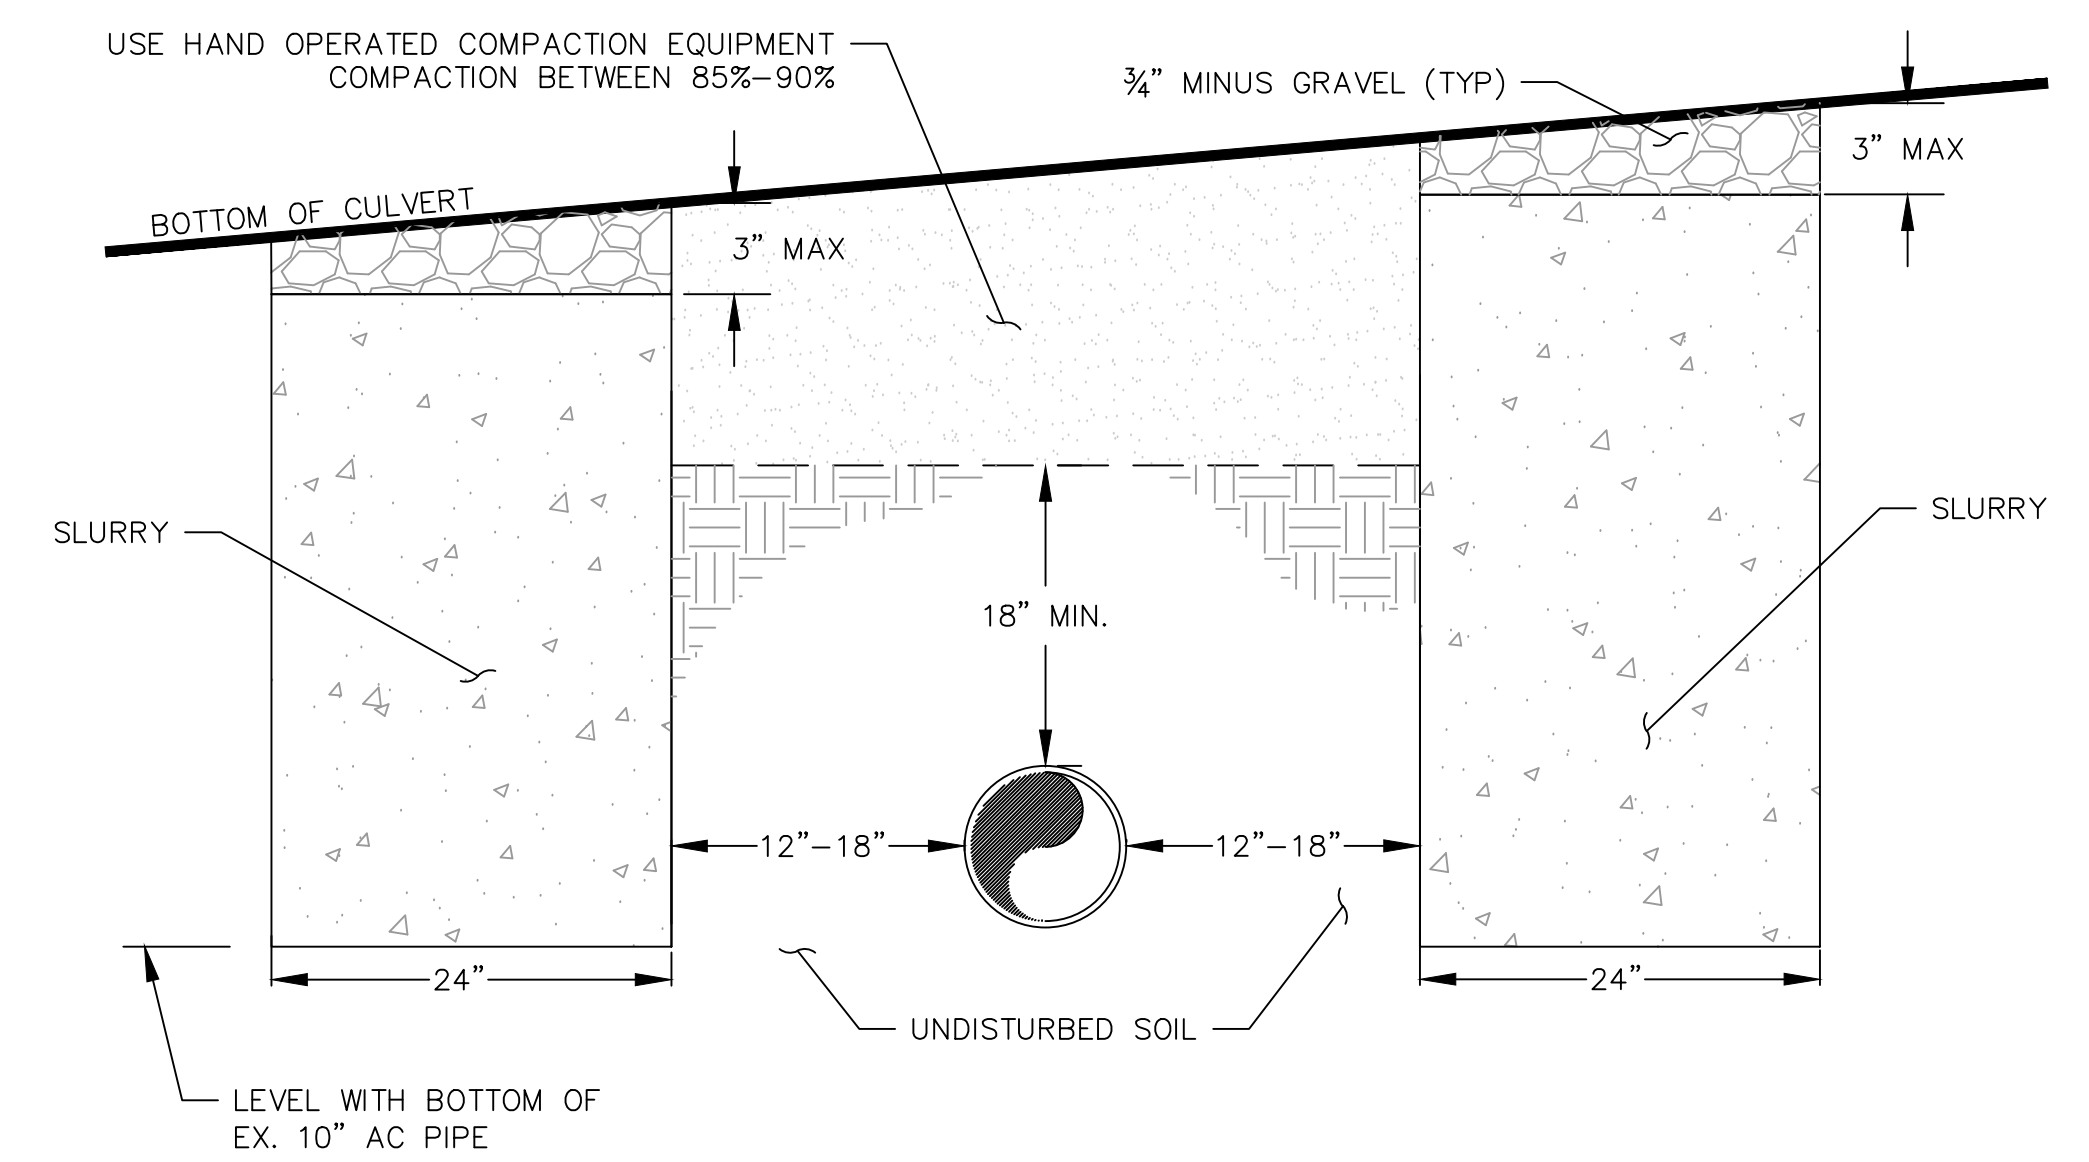 USE HAND OPERATED COMPACTION EQUIPMENT
COMPACTION BETWEEN 85%-90%
¾" MINUS GRAVEL (TYP)
3" MAX
BOTTOM OF CULVERT
3" MAX
SLURRY
SLURRY
18" MIN.
12"-18"
12"-18"
24"
24"
UNDISTURBED SOIL
LEVEL WITH BOTTOM OF
EX. 10" AC PIPE